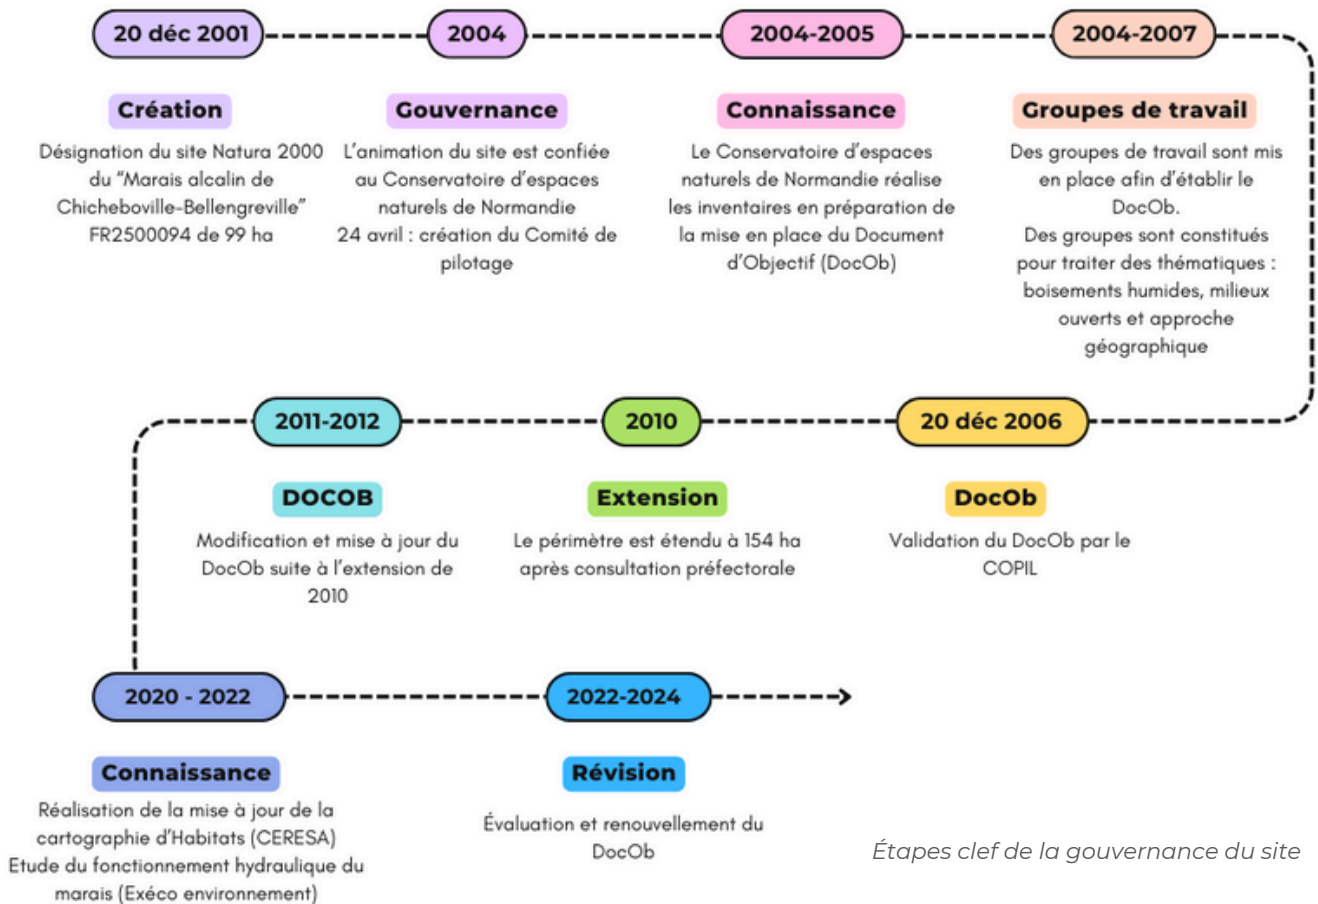 20 déc 2001
Création
Désignation du site Natura 2000
du "Marais alcalin de
Chicheboville-Bellengreville"
FR2500094 de 99 ha
2004
Gouvernance
L'animation du site est confiée
au Conservatoire d'espaces
naturels de Normandie
24 avril : création du Comité de
pilotage
2004-2005
Connaissance
Le Conservatoire d'espaces
naturels de Normandie réalise
les inventaires en préparation de
la mise en place du Document
d'Objectif (DocOb)
2004-2007
Groupes de travail
Des groupes de travail sont mis
en place afin d'établir le
DocOb.
Des groupes sont constitués
pour traiter des thématiques :
boisements humides, milieux
ouverts et approche
géographique
20 déc 2006
DocOb
Validation du DocOb par le
COPIL
2010
Extension
Le périmètre est étendu à 154 ha
après consultation préfectorale
2011-2012
DOCOB
Modification et mise à jour du
DocOb suite à l'extension de
2010
2020 - 2022
Connaissance
Réalisation de la mise à jour de la
cartographie d'Habitats (CERESA)
Etude du fonctionnement hydraulique du
marais (Exéco environnement)
2022-2024
Révision
Évaluation et renouvellement du
DocOb
Étapes clef de la gouvernance du site